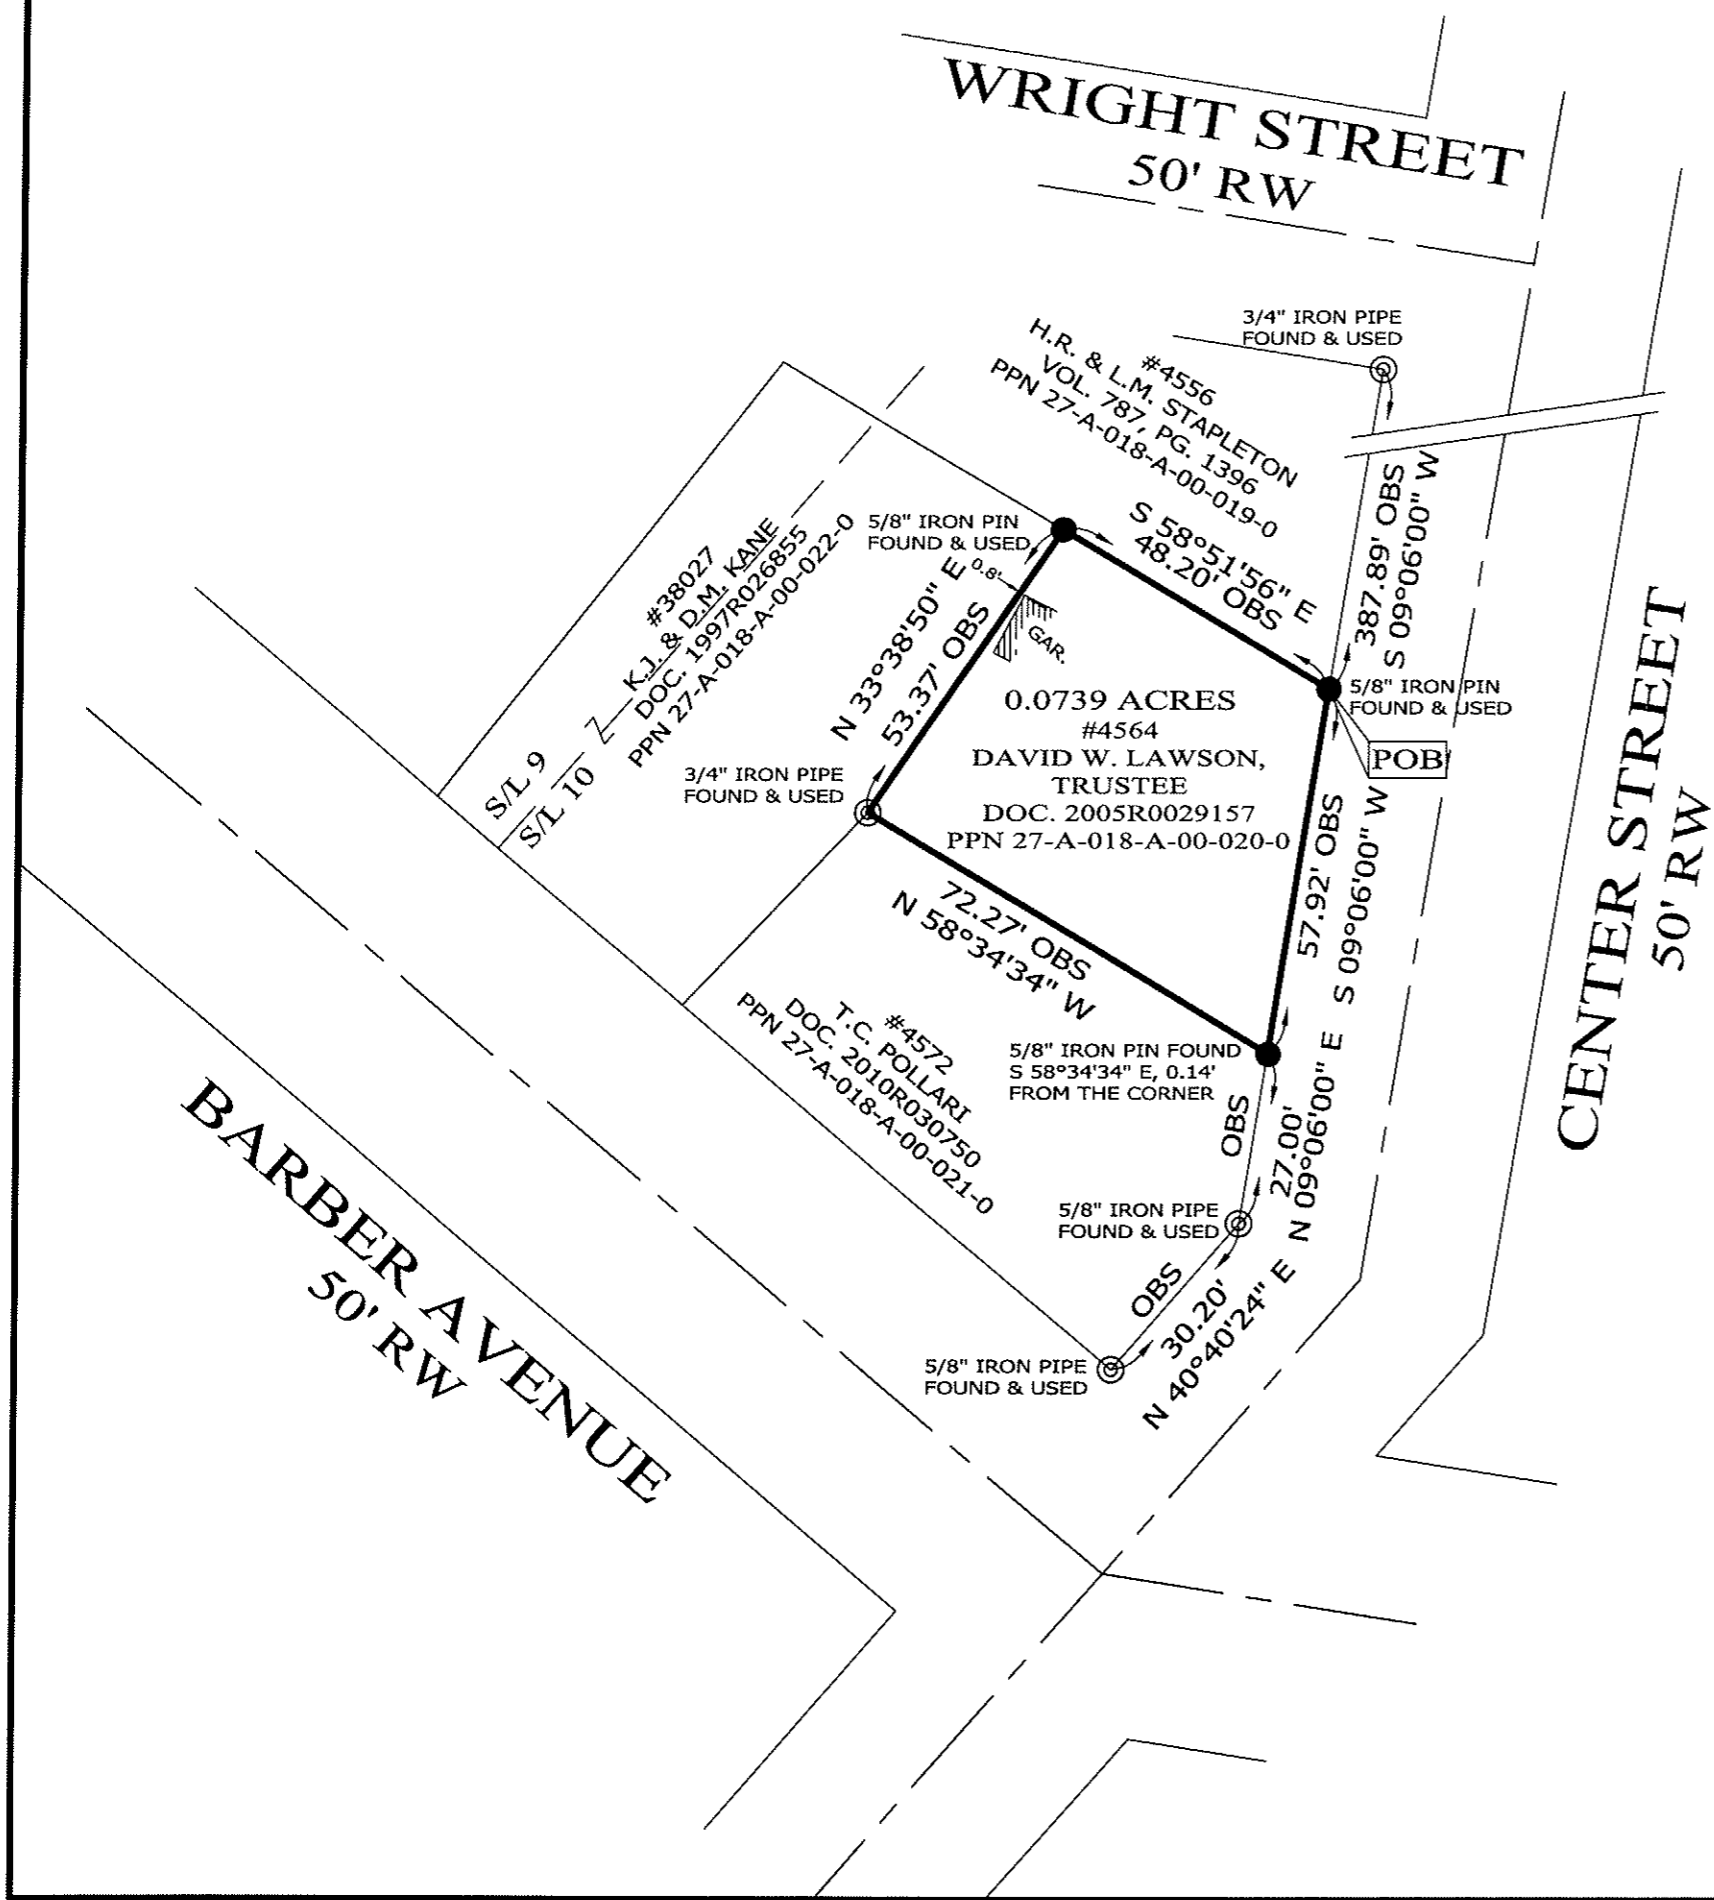 WRIGHT STREET
50' RW
3/4" IRON PIPE
FOUND & USED
#4556
H.R. & L.M. STAPLETON
VOL. 787, PG. 1396
PPN 27-A-018-A-00-019-0
387.89' OBS
S 09°06'00" W
S 58°51'56" E
48.20' OBS
5/8" IRON PIN
FOUND & USED
0.8'
GAR.
N 33°38'50" E
53.37' OBS
#38027
K.J. & D.M. KANE
DOC. 1997R026855
PPN 27-A-018-A-00-022-0
S/L 9
S/L 10
5/8" IRON PIN
FOUND & USED
POB
0.0739 ACRES
#4564
DAVID W. LAWSON,
TRUSTEE
DOC. 2005R0029157
PPN 27-A-018-A-00-020-0
3/4" IRON PIPE
FOUND & USED
57.92' OBS
S 09°06'00" W
CENTER STREET
50' RW
72.27' OBS
N 58°34'34" W
#4572
T.C. POLLARI
DOC. 2010R030750
PPN 27-A-018-A-00-021-0
5/8" IRON PIN FOUND
S 58°34'34" E, 0.14'
FROM THE CORNER
OBS
27.00'
N 09°06'00" E
5/8" IRON PIPE
FOUND & USED
OBS
30.20'
N 40°40'24" E
5/8" IRON PIPE
FOUND & USED
BARBER AVENUE
50' RW